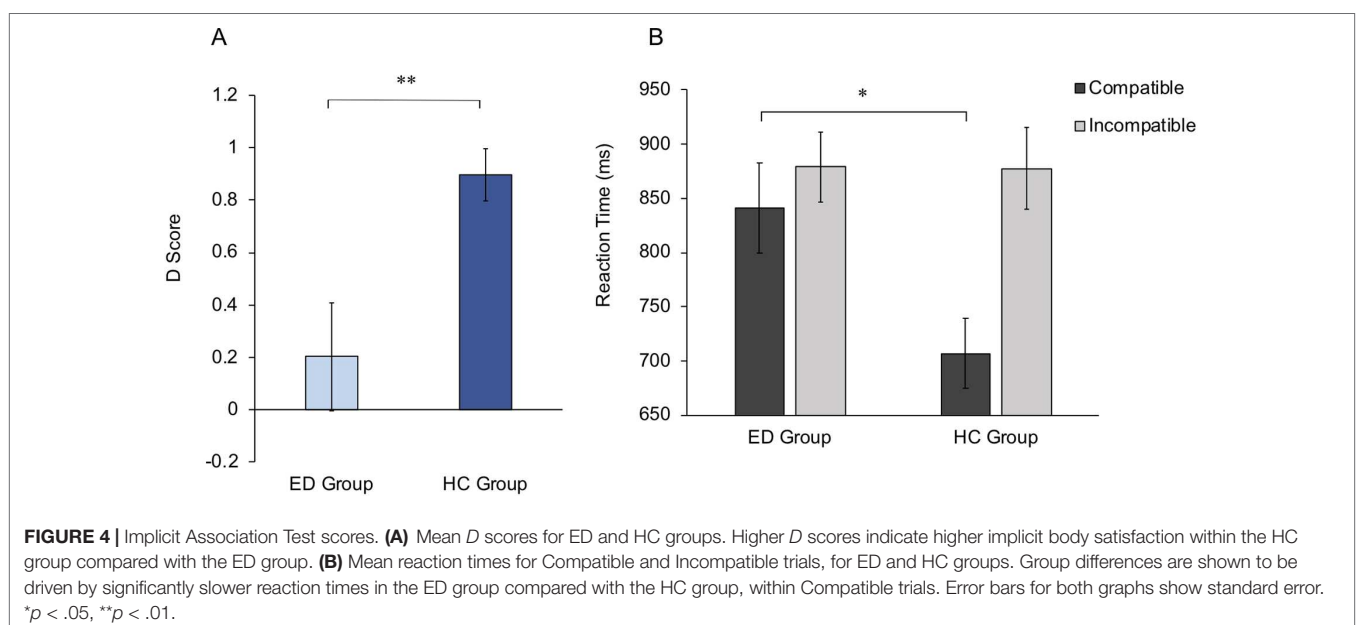 A
**
1.2
1
0.8
0.6
0.4
0.2
0
-0.2
D Score
ED Group HC Group
B
*
Compatible
Incompatible
950
900
850
800
750
700
650
Reaction Time (ms)
ED Group HC Group
FIGURE 4 | Implicit Association Test scores. (A) Mean D scores for ED and HC groups. Higher D scores indicate higher implicit body satisfaction within the HC
group compared with the ED group. (B) Mean reaction times for Compatible and Incompatible trials, for ED and HC groups. Group differences are shown to be
driven by significantly slower reaction times in the ED group compared with the HC group, within Compatible trials. Error bars for both graphs show standard error.
*p < .05, **p < .01.